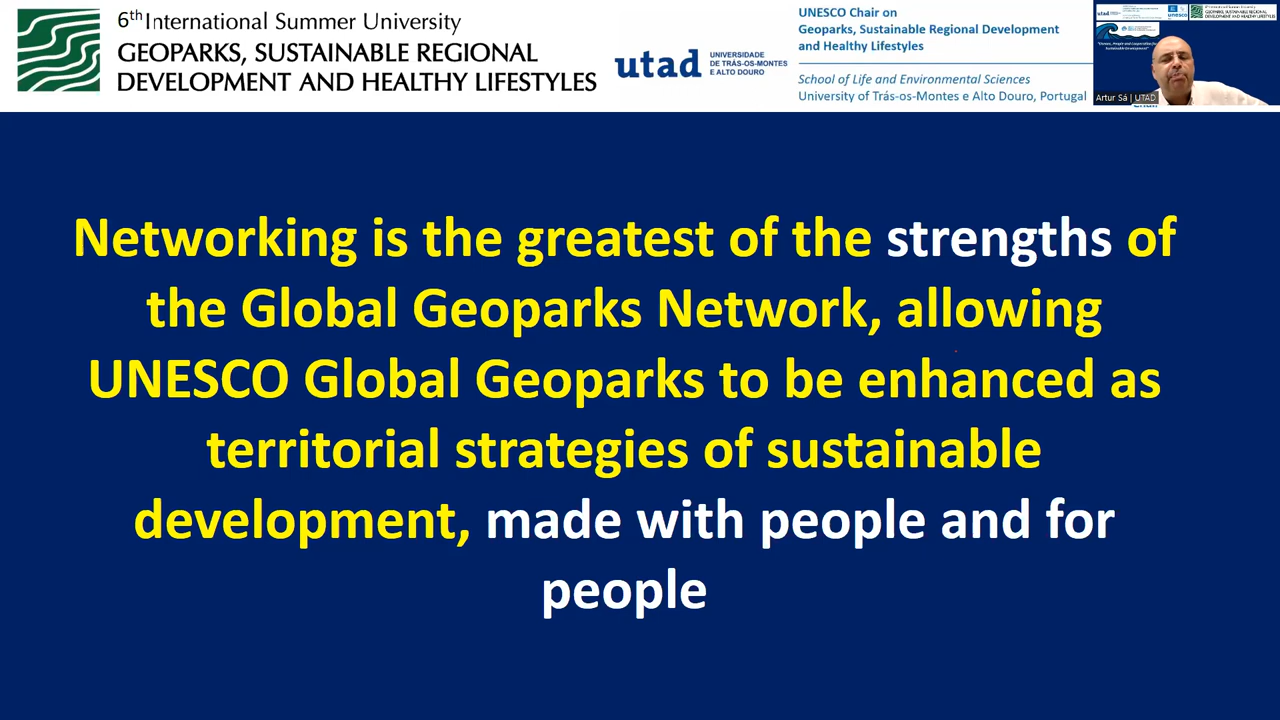 6th International Summer University
GEOPARKS, SUSTAINABLE REGIONAL
DEVELOPMENT AND HEALTHY LIFESTYLES
utad
UNIVERSIDADE
DE TRÁS-OS-MONTES
E ALTO DOURO
UNESCO Chair on
Geoparks, Sustainable Regional Development
and Healthy Lifestyles
School of Life and Environmental Sciences
University of Trás-os-Montes e Alto Douro, Portugal
Artur Sá | UTAD
Networking is the greatest of the strengths of
the Global Geoparks Network, allowing
UNESCO Global Geoparks to be enhanced as
territorial strategies of sustainable
development, made with people and for
people